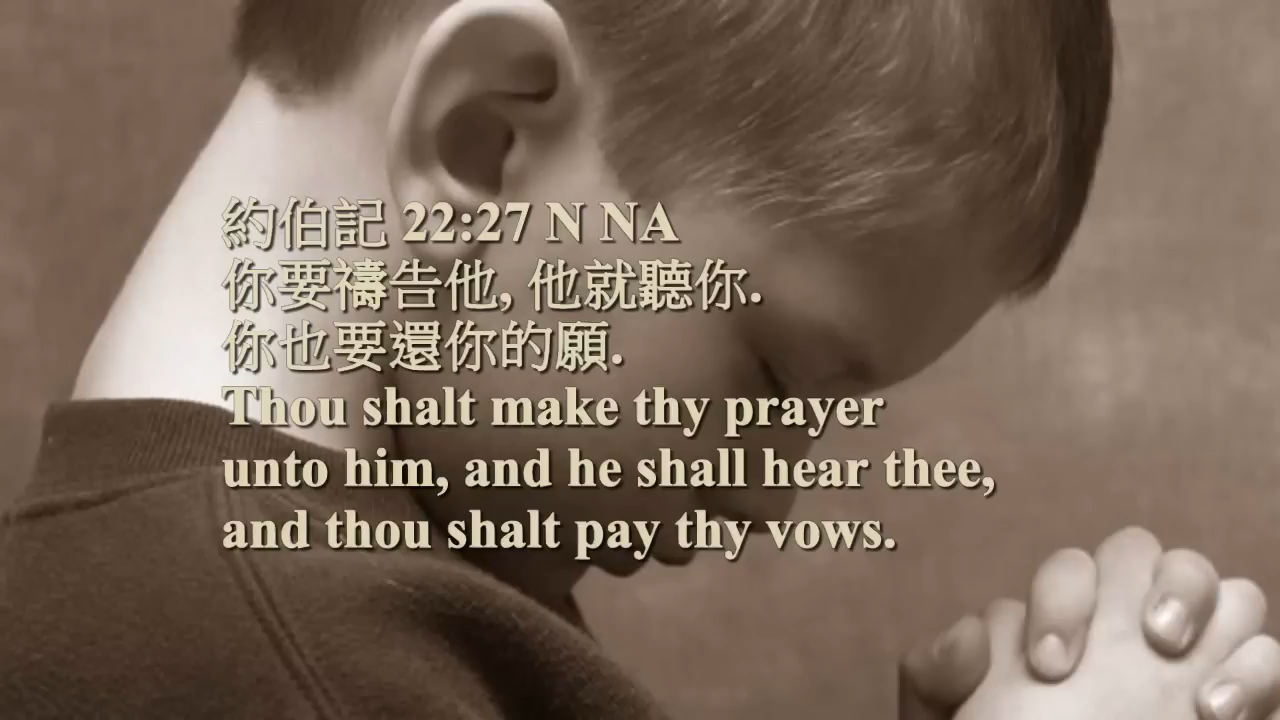 約伯記 22:27 N NA
你要禱告他, 他就聽你.
你也要還你的願.
Thou shalt make thy prayer
unto him, and he shall hear thee,
and thou shalt pay thy vows.